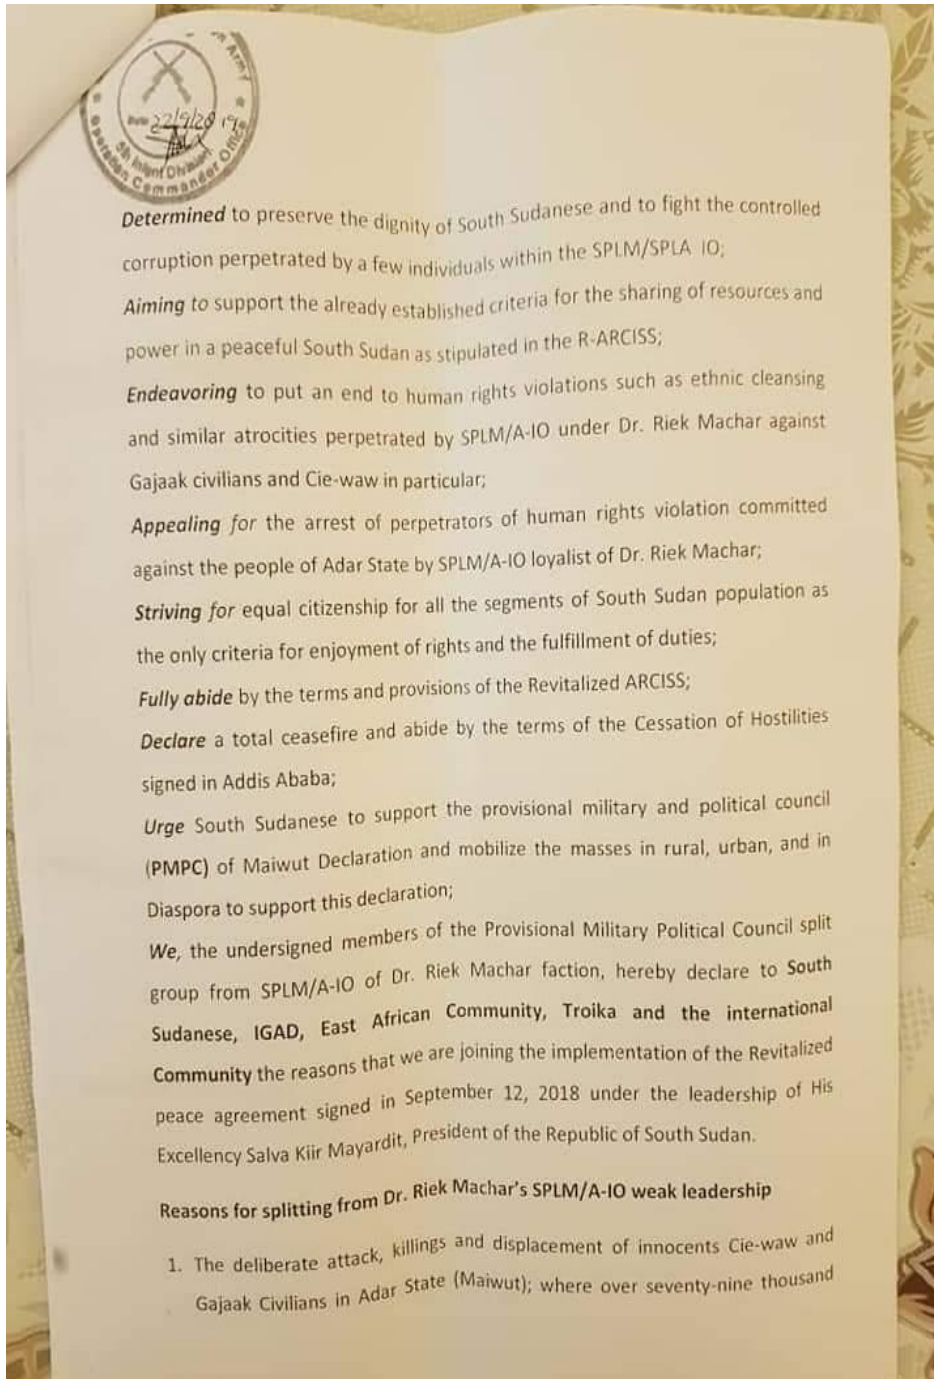 n Army
Date 22/9/2019
5th Infant Division
Operation Commander Office
Determined to preserve the dignity of South Sudanese and to fight the controlled
corruption perpetrated by a few individuals within the SPLM/SPLA IO;
Aiming to support the already established criteria for the sharing of resources and
power in a peaceful South Sudan as stipulated in the R-ARCISS;
Endeavoring to put an end to human rights violations such as ethnic cleansing
and similar atrocities perpetrated by SPLM/A-IO under Dr. Riek Machar against
Gajaak civilians and Cie-waw in particular;
Appealing for the arrest of perpetrators of human rights violation committed
against the people of Adar State by SPLM/A-IO loyalist of Dr. Riek Machar;
Striving for equal citizenship for all the segments of South Sudan population as
the only criteria for enjoyment of rights and the fulfillment of duties;
Fully abide by the terms and provisions of the Revitalized ARCISS;
Declare a total ceasefire and abide by the terms of the Cessation of Hostilities
signed in Addis Ababa;
Urge South Sudanese to support the provisional military and political council
(PMPC) of Maiwut Declaration and mobilize the masses in rural, urban, and in
Diaspora to support this declaration;
We, the undersigned members of the Provisional Military Political Council split
group from SPLM/A-IO of Dr. Riek Machar faction, hereby declare to South
Sudanese, IGAD, East African Community, Troika and the international
Community the reasons that we are joining the implementation of the Revitalized
peace agreement signed in September 12, 2018 under the leadership of His
Excellency Salva Kiir Mayardit, President of the Republic of South Sudan.
Reasons for splitting from Dr. Riek Machar's SPLM/A-IO weak leadership
1. The deliberate attack, killings and displacement of innocents Cie-waw and
Gajaak Civilians in Adar State (Maiwut); where over seventy-nine thousand